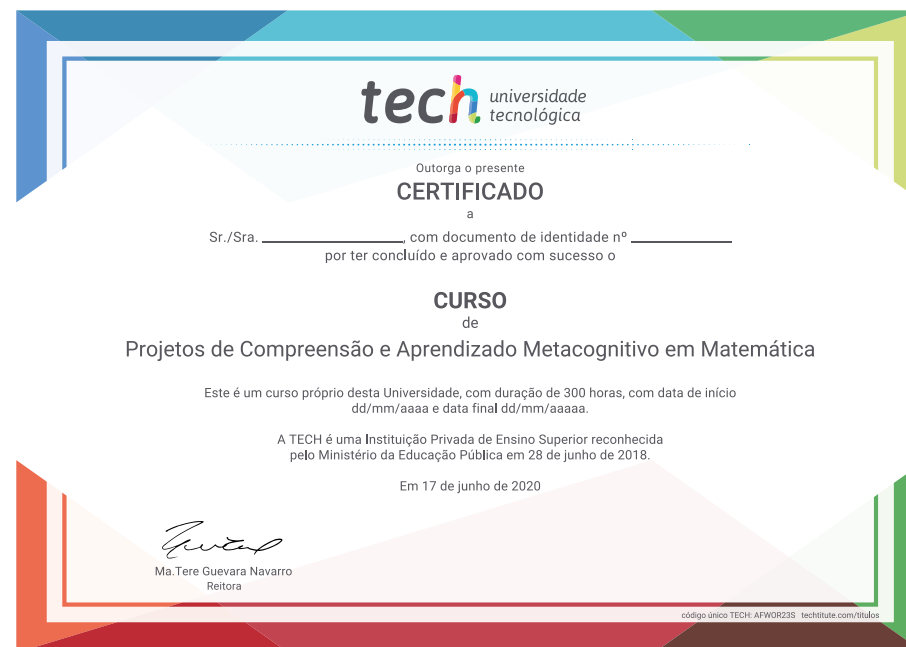 tech universidade
tecnológica
Outorga o presente
CERTIFICADO
a
Sr./Sra. ____________________, com documento de identidade nº ______________
por ter concluído e aprovado com sucesso o
CURSO
de
Projetos de Compreensão e Aprendizado Metacognitivo em Matemática
Este é um curso próprio desta Universidade, com duração de 300 horas, com data de início
dd/mm/aaaa e data final dd/mm/aaaaa.
A TECH é uma Instituição Privada de Ensino Superior reconhecida
pelo Ministério da Educação Pública em 28 de junho de 2018.
Em 17 de junho de 2020
Ma.Tere Guevara Navarro
Reitora
código único TECH: AFWOR23S techtitute.com/títulos